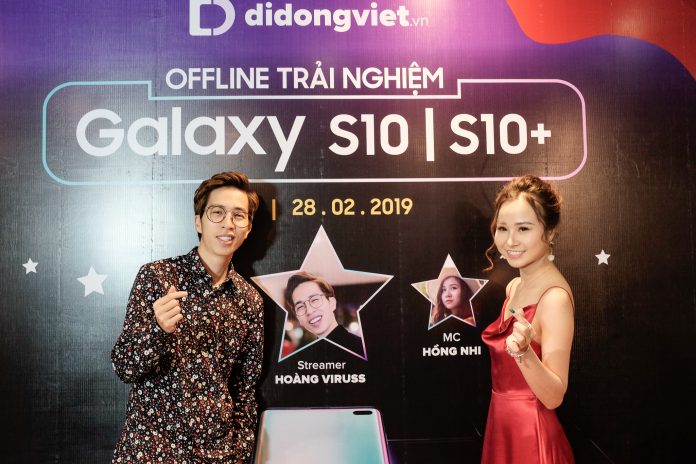 didongviet.vn
OFFLINE TRẢI NGHIỆM
Galaxy S10 | S10+
| 28.02.2019
Streamer
HOÀNG VIRUSS
MC
HỒNG NHI